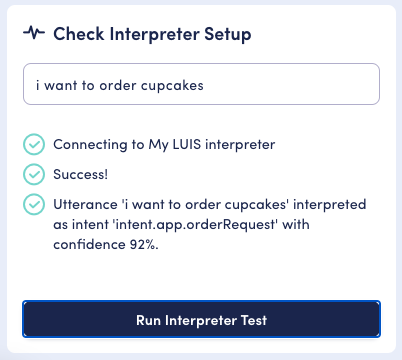 Check Interpreter Setup
i want to order cupcakes
Connecting to My LUIS interpreter
Success!
Utterance 'i want to order cupcakes' interpreted
as intent 'intent.app.orderRequest' with
confidence 92%.
Run Interpreter Test